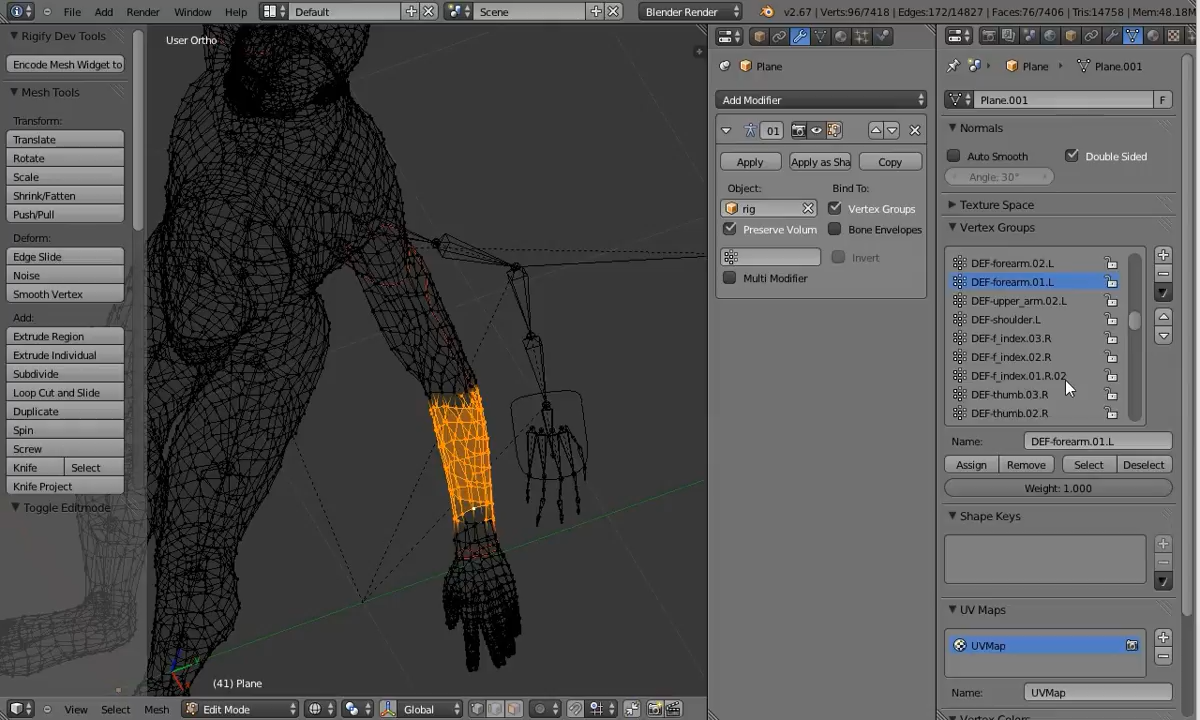 File Add Render Window Help Default Scene Blender Render v2.67 | Verts:96/7418 | Edges:172/14827 | Faces:76/7406 | Tris:14758 | Mem:48.18M
Rigify Dev Tools
Encode Mesh Widget to
Mesh Tools
Transform:
Translate
Rotate
Scale
Shrink/Fatten
Push/Pull
Deform:
Edge Slide
Noise
Smooth Vertex
Add:
Extrude Region
Extrude Individual
Subdivide
Loop Cut and Slide
Duplicate
Spin
Screw
Knife Select
Knife Project
Toggle Editmode
User Ortho
(41) Plane
View Select Mesh Edit Mode Global
Plane
Add Modifier
01
Apply Apply as Sha Copy
Object: Bind To:
rig Vertex Groups
Preserve Volum Bone Envelopes
Invert
Multi Modifier
Plane Plane.001
Plane.001 F
Normals
Auto Smooth Double Sided
Angle: 30°
Texture Space
Vertex Groups
DEF-forearm.02.L
DEF-forearm.01.L
DEF-upper_arm.02.L
DEF-shoulder.L
DEF-f_index.03.R
DEF-f_index.02.R
DEF-f_index.01.R.02
DEF-thumb.03.R
DEF-thumb.02.R
Name: DEF-forearm.01.L
Assign Remove Select Deselect
Weight: 1.000
Shape Keys
UV Maps
UVMap
Name: UVMap
Vertex Colors